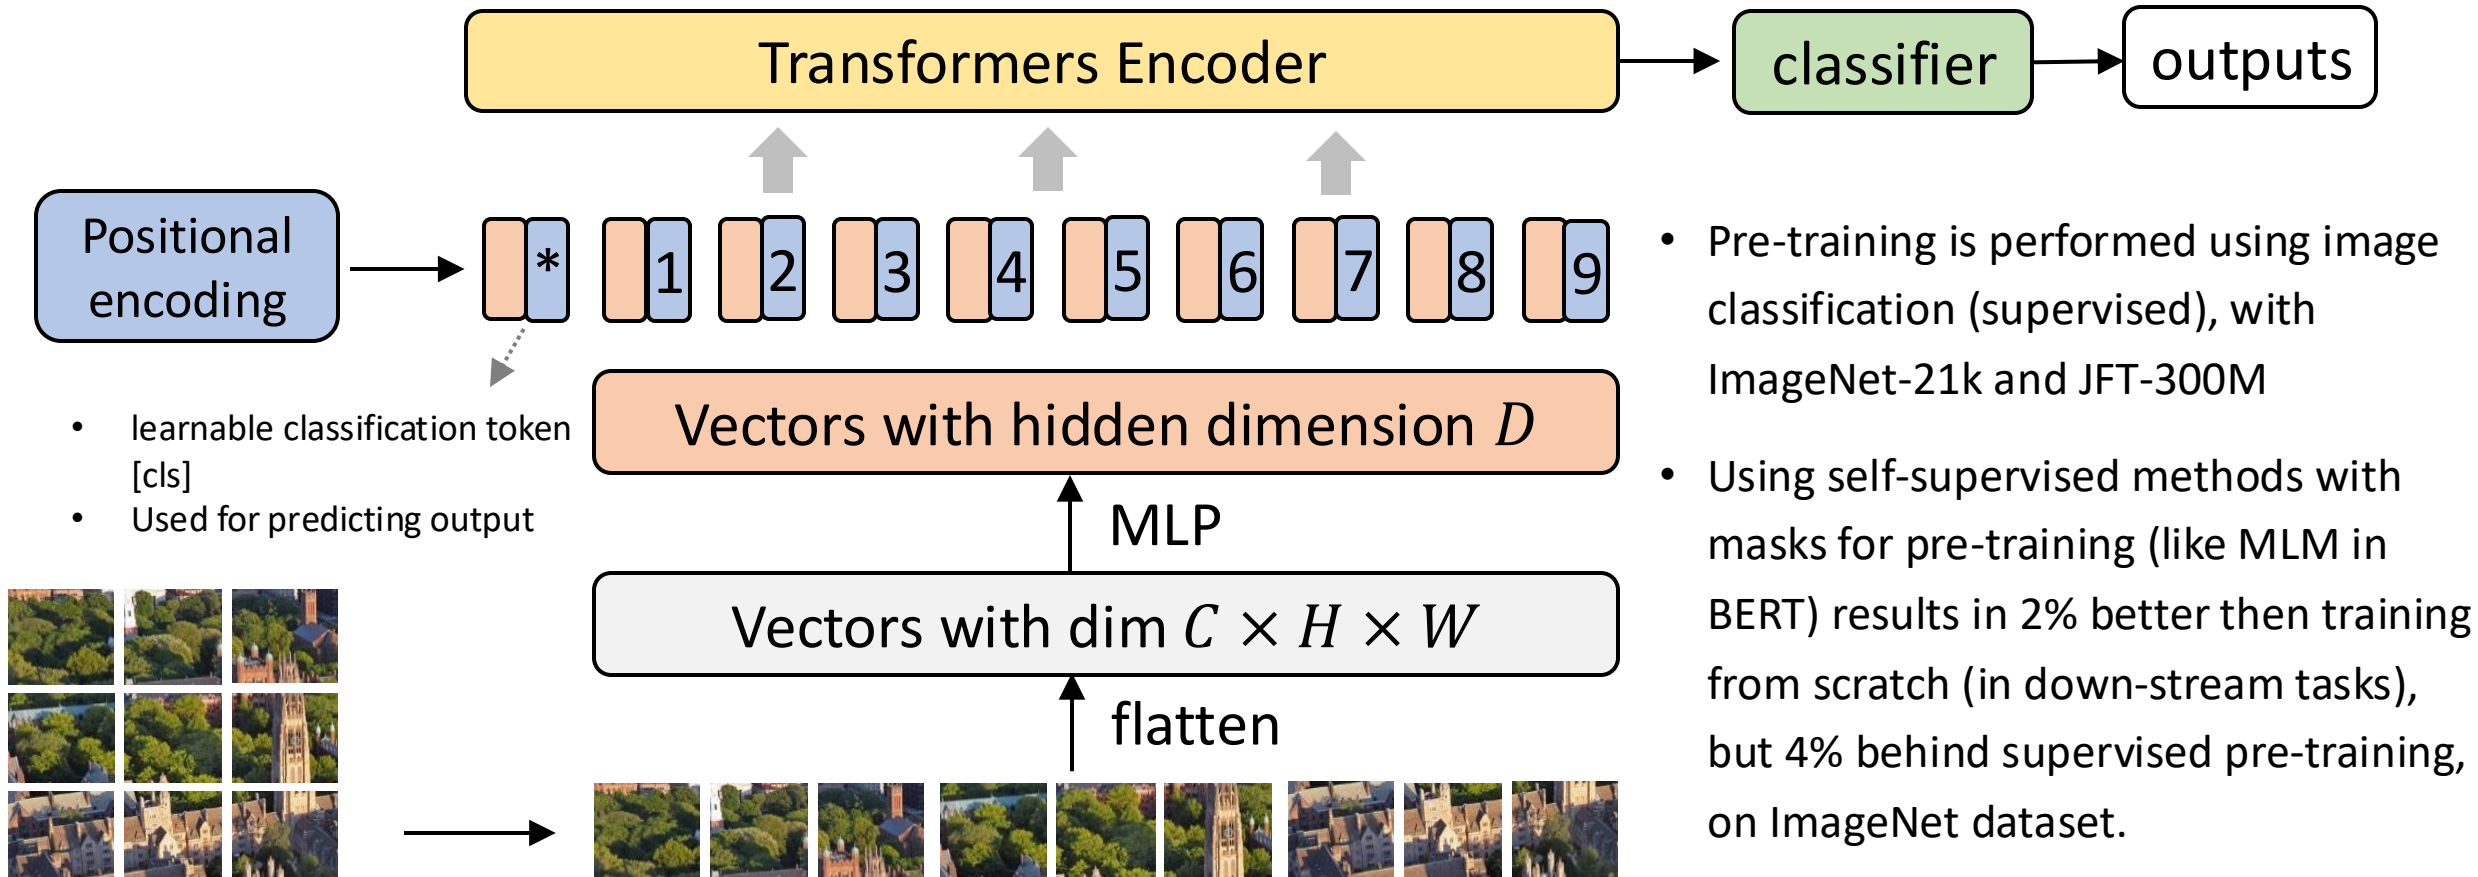 Transformers Encoder
classifier
outputs
Positional
encoding
* 1 2 3 4 5 6 7 8 9
• learnable classification token
[cls]
• Used for predicting output
Vectors with hidden dimension D
MLP
Vectors with dim C × H × W
flatten
• Pre-training is performed using image
classification (supervised), with
ImageNet-21k and JFT-300M
• Using self-supervised methods with
masks for pre-training (like MLM in
BERT) results in 2% better then training
from scratch (in down-stream tasks),
but 4% behind supervised pre-training,
on ImageNet dataset.